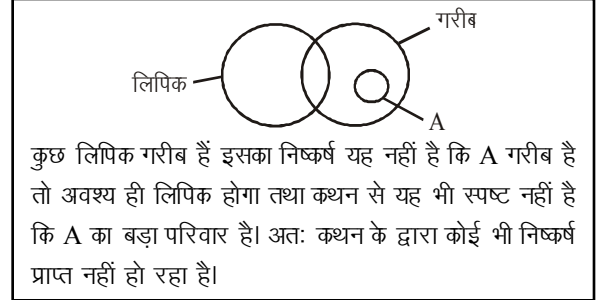 गरीब
लिपिक
A
कुछ लिपिक गरीब हैं इसका निष्कर्ष यह नहीं है कि A गरीब है
तो अवश्य ही लिपिक होगा तथा कथन से यह भी स्पष्ट नहीं है
कि A का बड़ा परिवार है। अतः कथन के द्वारा कोई भी निष्कर्ष
प्राप्त नहीं हो रहा है।